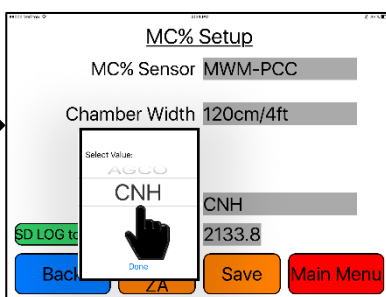 MC% Setup
MC% Sensor MWM-PCC
Chamber Width 120cm/4ft
Select Value:
AGCO
CNH
CNH
SD LOG to
2133.8
Done
Back
ZA
Save
Main Menu